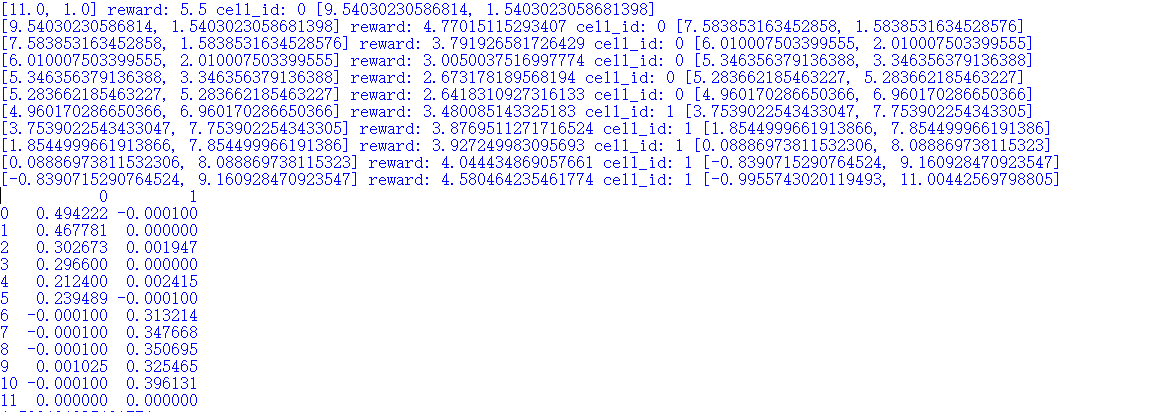 [11.0, 1.0] reward: 5.5 cell_id: 0 [9.54030230586814, 1.5403023058681398]
[9.54030230586814, 1.5403023058681398] reward: 4.77015115293407 cell_id: 0 [7.583853163452858, 1.5838531634528576]
[7.583853163452858, 1.5838531634528576] reward: 3.791926581726429 cell_id: 0 [6.010007503399555, 2.010007503399555]
[6.010007503399555, 2.010007503399555] reward: 3.0050037516997774 cell_id: 0 [5.346356379136388, 3.346356379136388]
[5.346356379136388, 3.346356379136388] reward: 2.673178189568194 cell_id: 0 [5.283662185463227, 5.283662185463227]
[5.283662185463227, 5.283662185463227] reward: 2.6418310927316133 cell_id: 0 [4.960170286650366, 6.960170286650366]
[4.960170286650366, 6.960170286650366] reward: 3.480085143325183 cell_id: 1 [3.7539022543433047, 7.753902254343305]
[3.7539022543433047, 7.753902254343305] reward: 3.8769511271716524 cell_id: 1 [1.8544999661913866, 7.854499966191386]
[1.8544999661913866, 7.854499966191386] reward: 3.927249983095693 cell_id: 1 [0.08886973811532306, 8.088869738115323]
[0.08886973811532306, 8.088869738115323] reward: 4.044434869057661 cell_id: 1 [-0.8390715290764524, 9.160928470923547]
[-0.8390715290764524, 9.160928470923547] reward: 4.580464235461774 cell_id: 1 [-0.9955743020119493, 11.00442569798805]
0 1
0 0.494222 -0.000100
1 0.467781 0.000000
2 0.302673 0.001947
3 0.296600 0.000000
4 0.212400 0.002415
5 0.239489 -0.000100
6 -0.000100 0.313214
7 -0.000100 0.347668
8 -0.000100 0.350695
9 0.001025 0.325465
10 -0.000100 0.396131
11 0.000000 0.000000